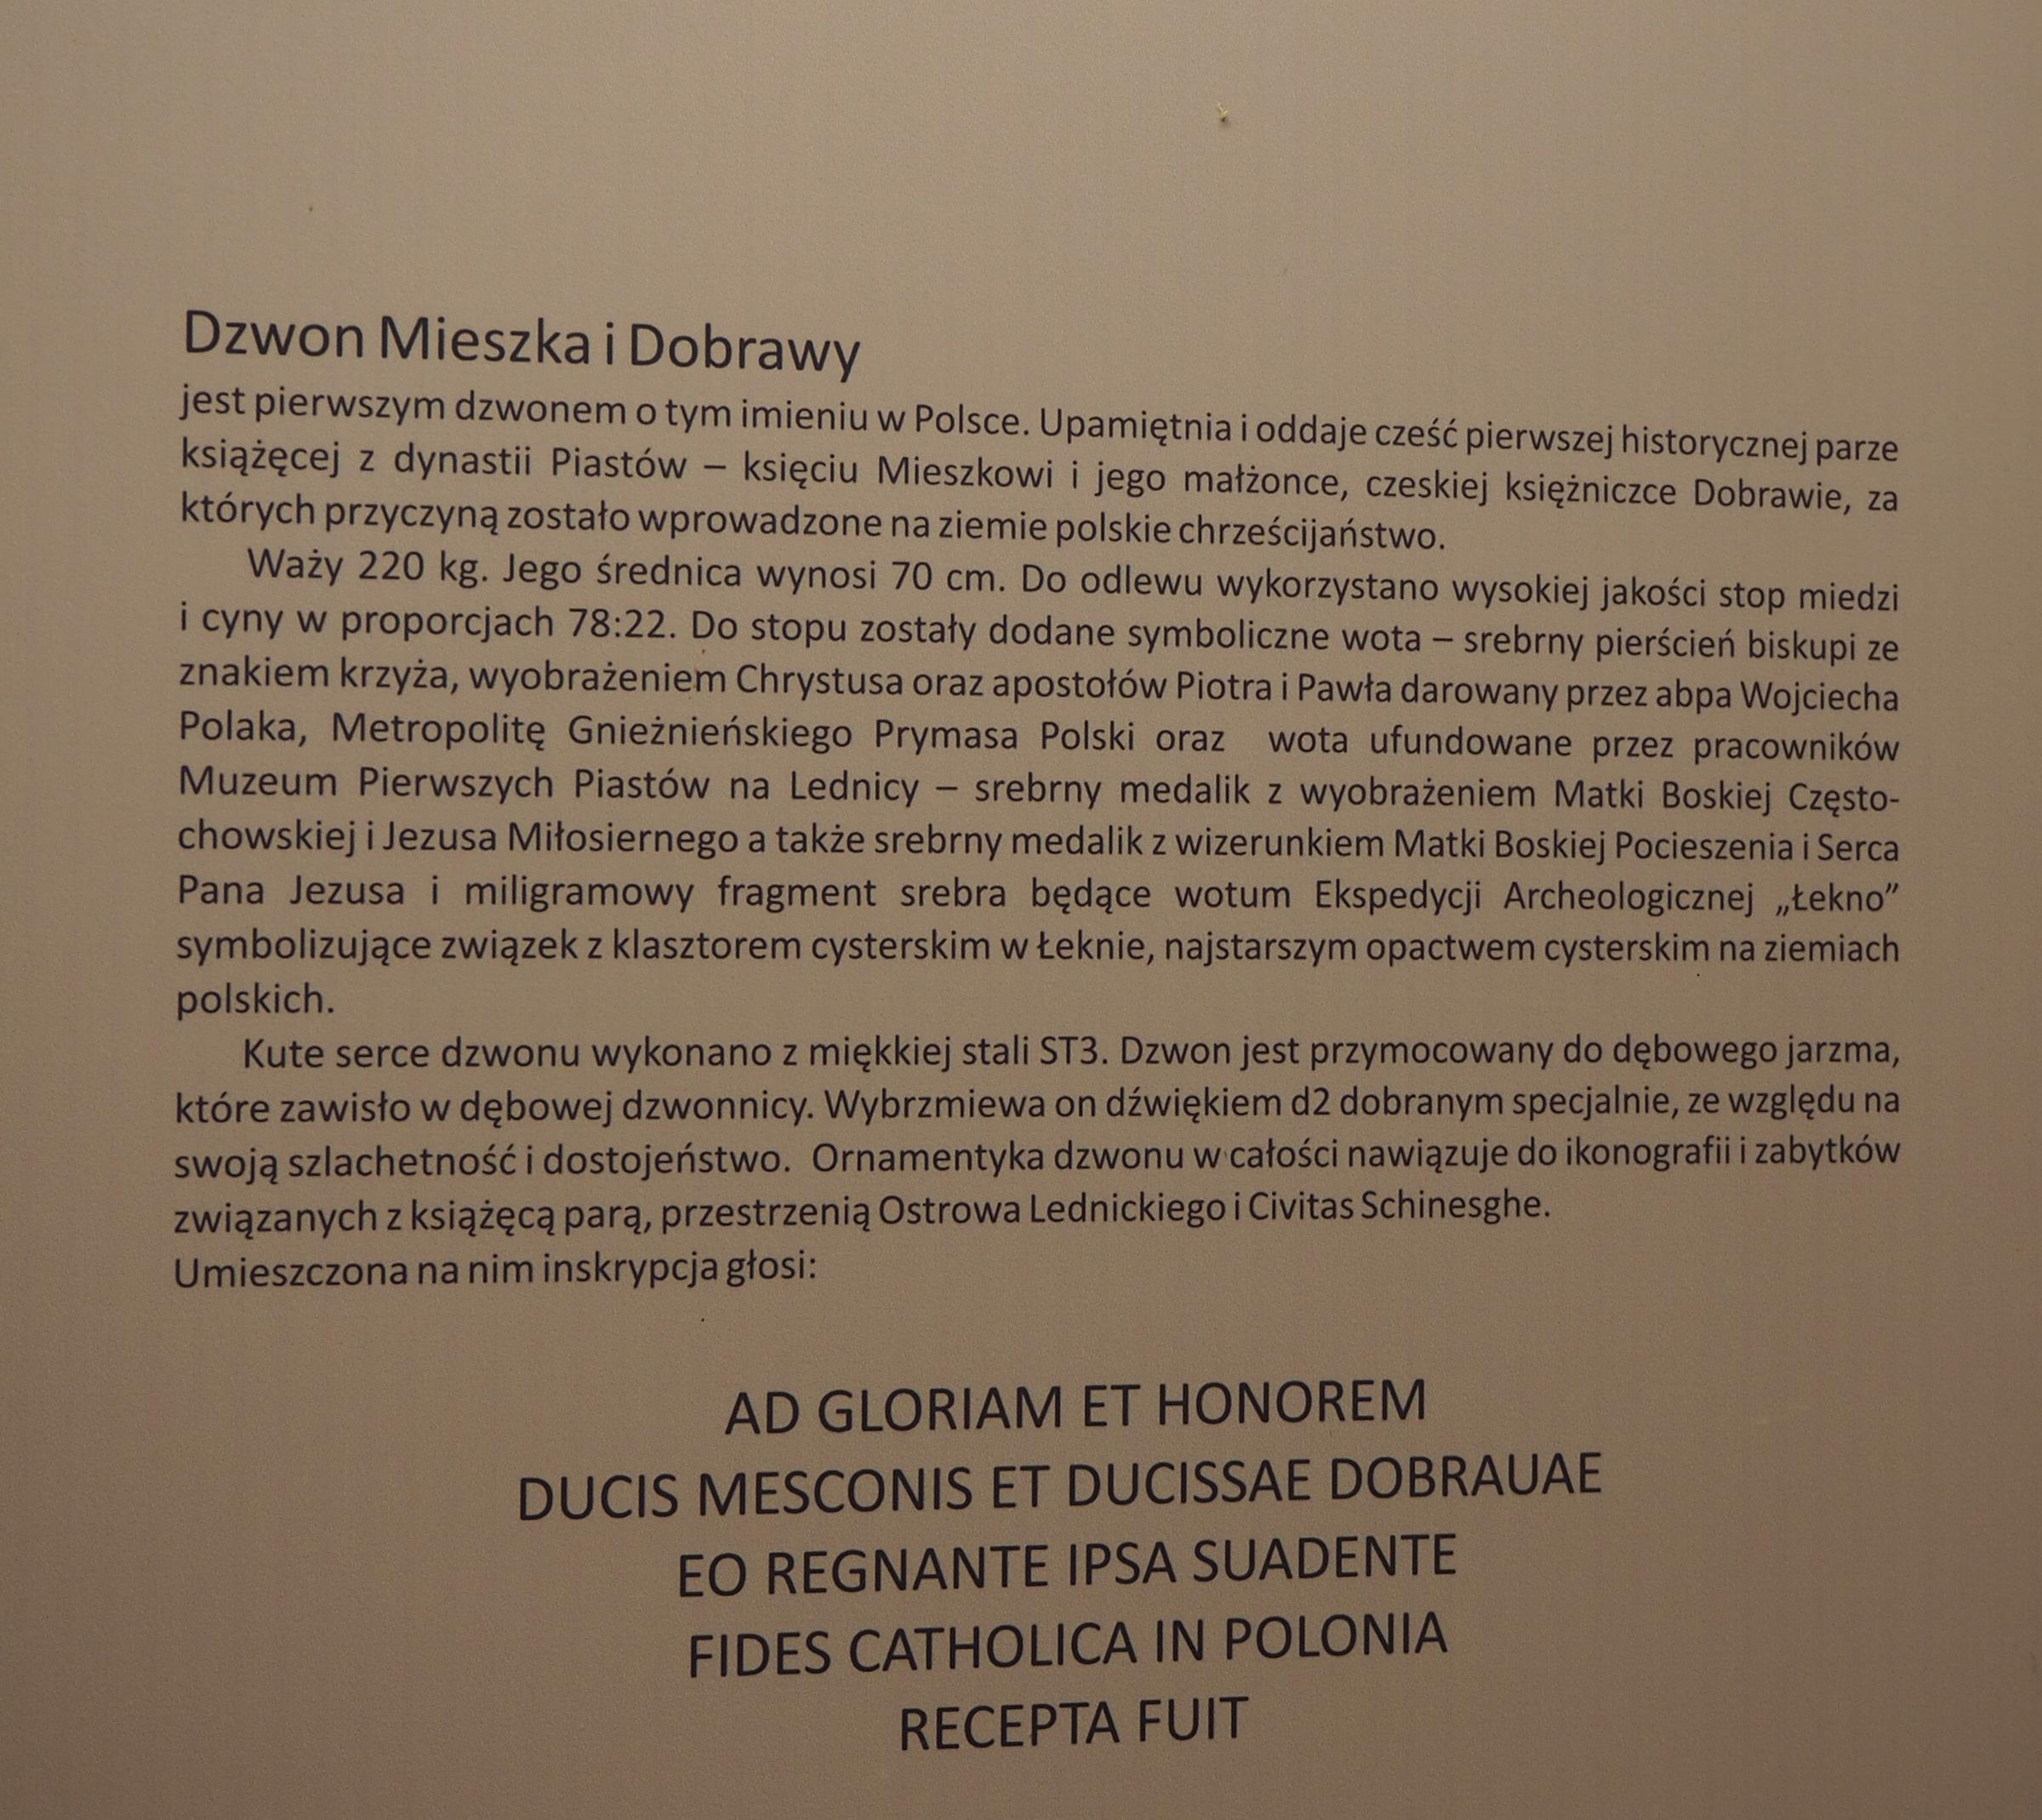 Dzwon Mieszka i Dobrawy
jest pierwszym dzwonem o tym imieniu w Polsce. Upamiętnia i oddaje cześć pierwszej historycznej parze
książęcej z dynastii Piastów – księciu Mieszkowi i jego małżonce, czeskiej księżniczce Dobrawie, za
których przyczyną zostało wprowadzone na ziemie polskie chrześcijaństwo.
Waży 220 kg. Jego średnica wynosi 70 cm. Do odlewu wykorzystano wysokiej jakości stop miedzi
i cyny w proporcjach 78:22. Do stopu zostały dodane symboliczne wota – srebrny pierścień biskupi ze
znakiem krzyża, wyobrażeniem Chrystusa oraz apostołów Piotra i Pawła darowany przez abpa Wojciecha
Polaka, Metropolitę Gnieżnieńskiego Prymasa Polski oraz wota ufundowane przez pracowników
Muzeum Pierwszych Piastów na Lednicy – srebrny medalik z wyobrażeniem Matki Boskiej Często-
chowskiej i Jezusa Miłosiernego a także srebrny medalik z wizerunkiem Matki Boskiej Pocieszenia i Serca
Pana Jezusa i miligramowy fragment srebra będące wotum Ekspedycji Archeologicznej „Łekno”
symbolizujące związek z klasztorem cysterskim w Łeknie, najstarszym opactwem cysterskim na ziemiach
polskich.
Kute serce dzwonu wykonano z miękkiej stali ST3. Dzwon jest przymocowany do dębowego jarzma,
które zawisło w dębowej dzwonnicy. Wybrzmiewa on dźwiękiem d2 dobranym specjalnie, ze względu na
swoją szlachetność i dostojeństwo. Ornamentyka dzwonu w całości nawiązuje do ikonografii i zabytków
związanych z książęcą parą, przestrzenią Ostrowa Lednickiego i Civitas Schinesghe.
Umieszczona na nim inskrypcja głosi:
AD GLORIAM ET HONOREM
DUCIS MESCONIS ET DUCISSAE DOBRAUAE
EO REGNANTE IPSA SUADENTE
FIDES CATHOLICA IN POLONIA
RECEPTA FUIT